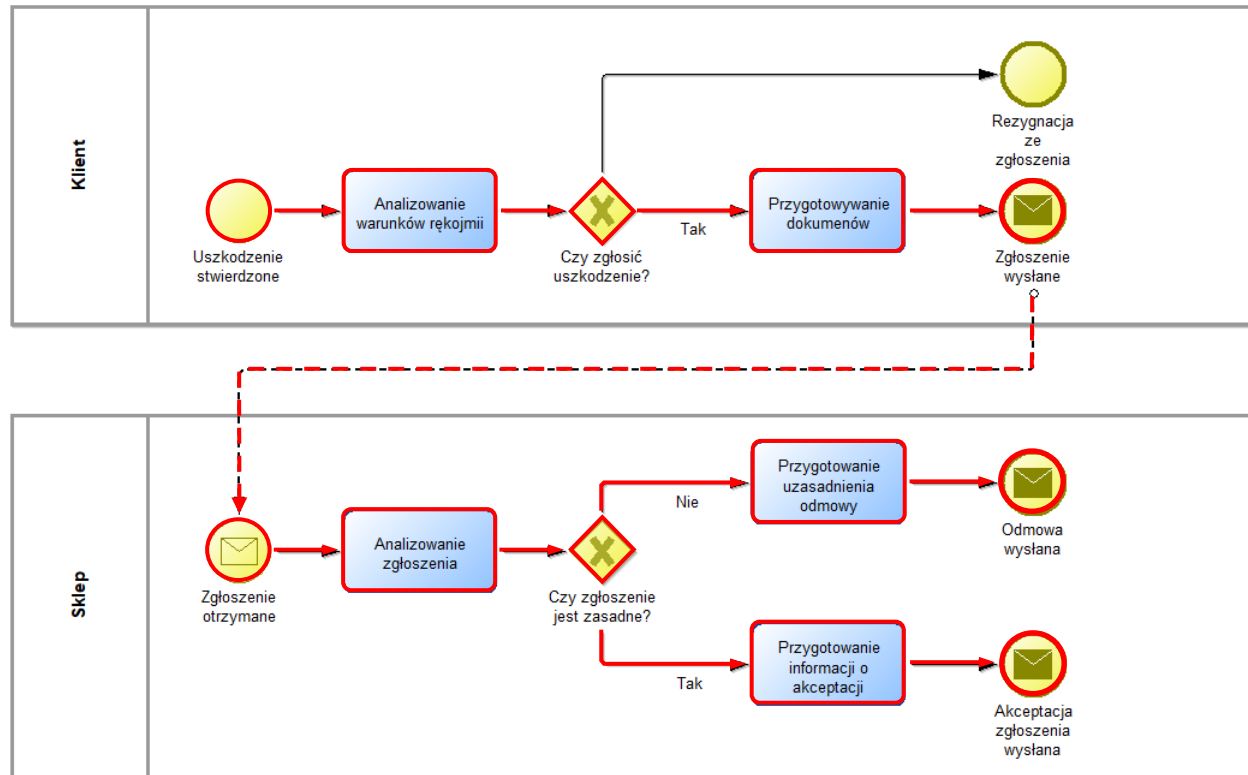 Klient
Rezygnacja
ze
zgłoszenia
Uszkodzenie
stwierdzone
Analizowanie
warunków rękojmii
Czy zgłosić
uszkodzenie?
Tak
Przygotowywanie
dokumenów
Zgłoszenie
wysłane
Sklep
Zgłoszenie
otrzymane
Analizowanie
zgłoszenia
Czy zgłoszenie
jest zasadne?
Nie
Przygotowanie
uzasadnienia
odmowy
Odmowa
wysłana
Tak
Przygotowanie
informacji o
akceptacji
Akceptacja
zgłoszenia
wysłana